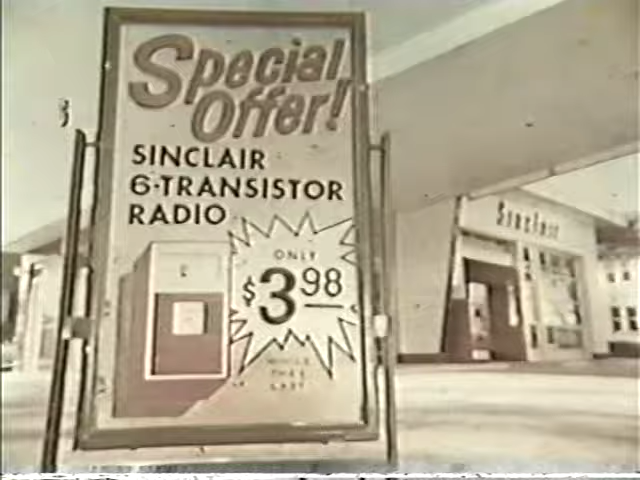 Special
Offer!
SINCLAIR
6-TRANSISTOR
RADIO
ONLY
$3.98
WHILE
THEY
LAST
Sinclair